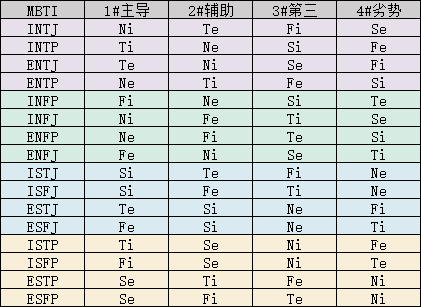 MBTI 1#主导 2#辅助 3#第三 4#劣势
INTJ Ni Te Fi Se
INTP Ti Ne Si Fe
ENTJ Te Ni Se Fi
ENTP Ne Ti Fe Si
INFP Fi Ne Si Te
INFJ Ni Fe Ti Se
ENFP Ne Fi Te Si
ENFJ Fe Ni Se Ti
ISTJ Si Te Fi Ne
ISFJ Si Fe Ti Ne
ESTJ Te Si Ne Fi
ESFJ Fe Si Ne Ti
ISTP Ti Se Ni Fe
ISFP Fi Se Ni Te
ESTP Se Ti Fe Ni
ESFP Se Fi Te Ni